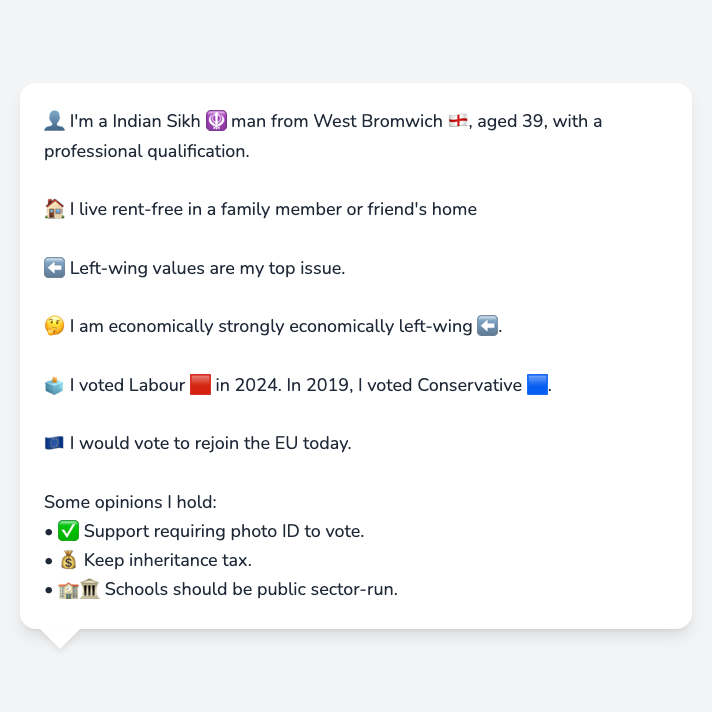 👤 I'm a Indian Sikh 🪯 man from West Bromwich 🏴󠁧󠁢󠁥󠁮󠁧󠁿, aged 39, with a
professional qualification.
🏠 I live rent-free in a family member or friend's home
⬅️ Left-wing values are my top issue.
🤔 I am economically strongly economically left-wing ⬅️.
🗳️ I voted Labour 🟥 in 2024. In 2019, I voted Conservative 🟦.
🇪🇺 I would vote to rejoin the EU today.
Some opinions I hold:
• ✅ Support requiring photo ID to vote.
• 💰 Keep inheritance tax.
• 🏫🏛️ Schools should be public sector-run.